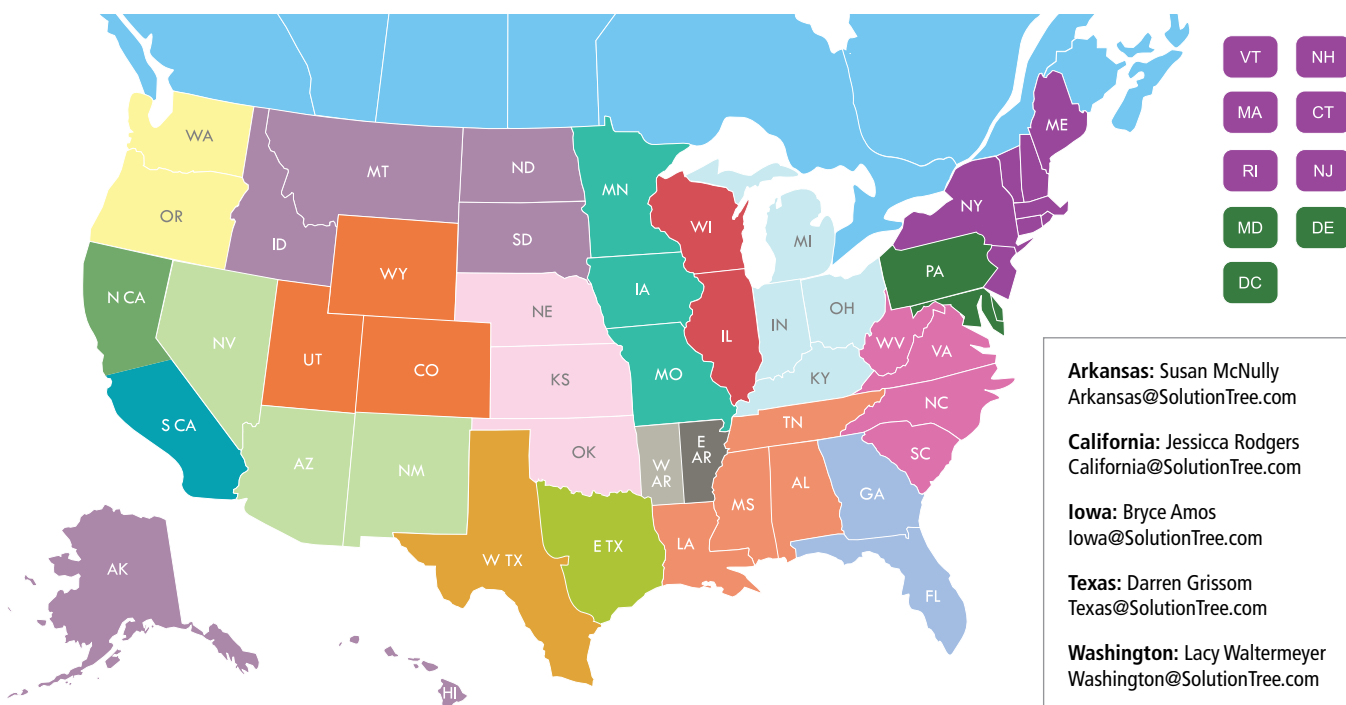 VT NH
MA CT
RI NJ
MD DE
DC
WA
OR
MT
ID
ND
SD
MN
WI
MI
ME
NY
PA
WY
NE
IA
IL
IN
OH
N CA
NV
UT
CO
KS
MO
KY
WV
VA
NC
TN
SC
S CA
AZ
NM
OK
W
AR
E
AR
MS
AL
GA
LA
W TX
E TX
FL
AK
HI
Arkansas: Susan McNully
Arkansas@SolutionTree.com
California: Jessicca Rodgers
California@SolutionTree.com
Iowa: Bryce Amos
Iowa@SolutionTree.com
Texas: Darren Grissom
Texas@SolutionTree.com
Washington: Lacy Waltermeyer
Washington@SolutionTree.com